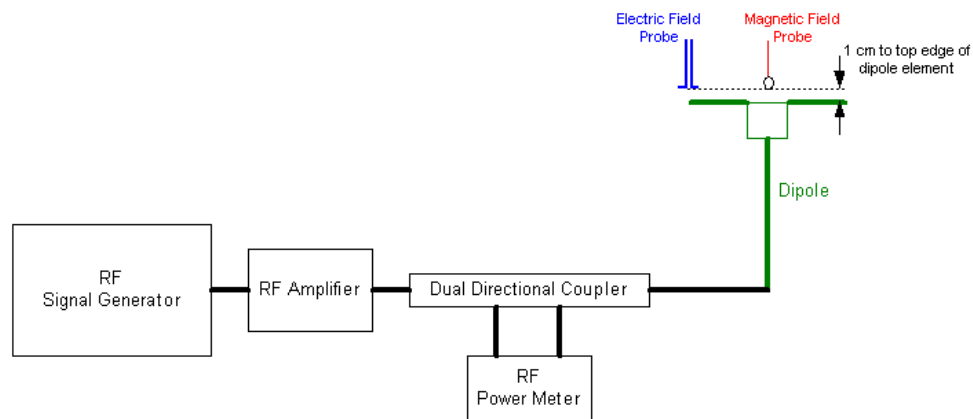 Electric Field
Probe
Magnetic Field
Probe
1 cm to top edge of
dipole element
Dipole
RF
Signal Generator
RF Amplifier
Dual Directional Coupler
RF
Power Meter